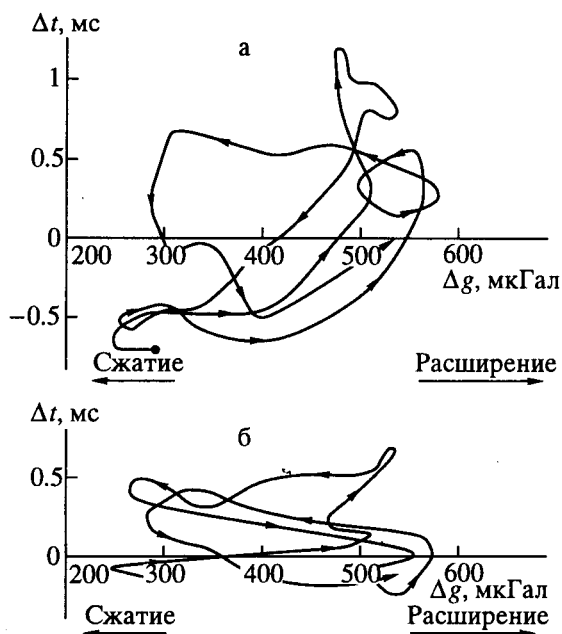 Δt, мс
а
1
0.5
0
200 300 400 500 600
Δg, мкГал
−0.5
Сжатие Расширение
Δt, мс
б
0.5
0
200 300 400 500 600
Δg, мкГал
Сжатие Расширение